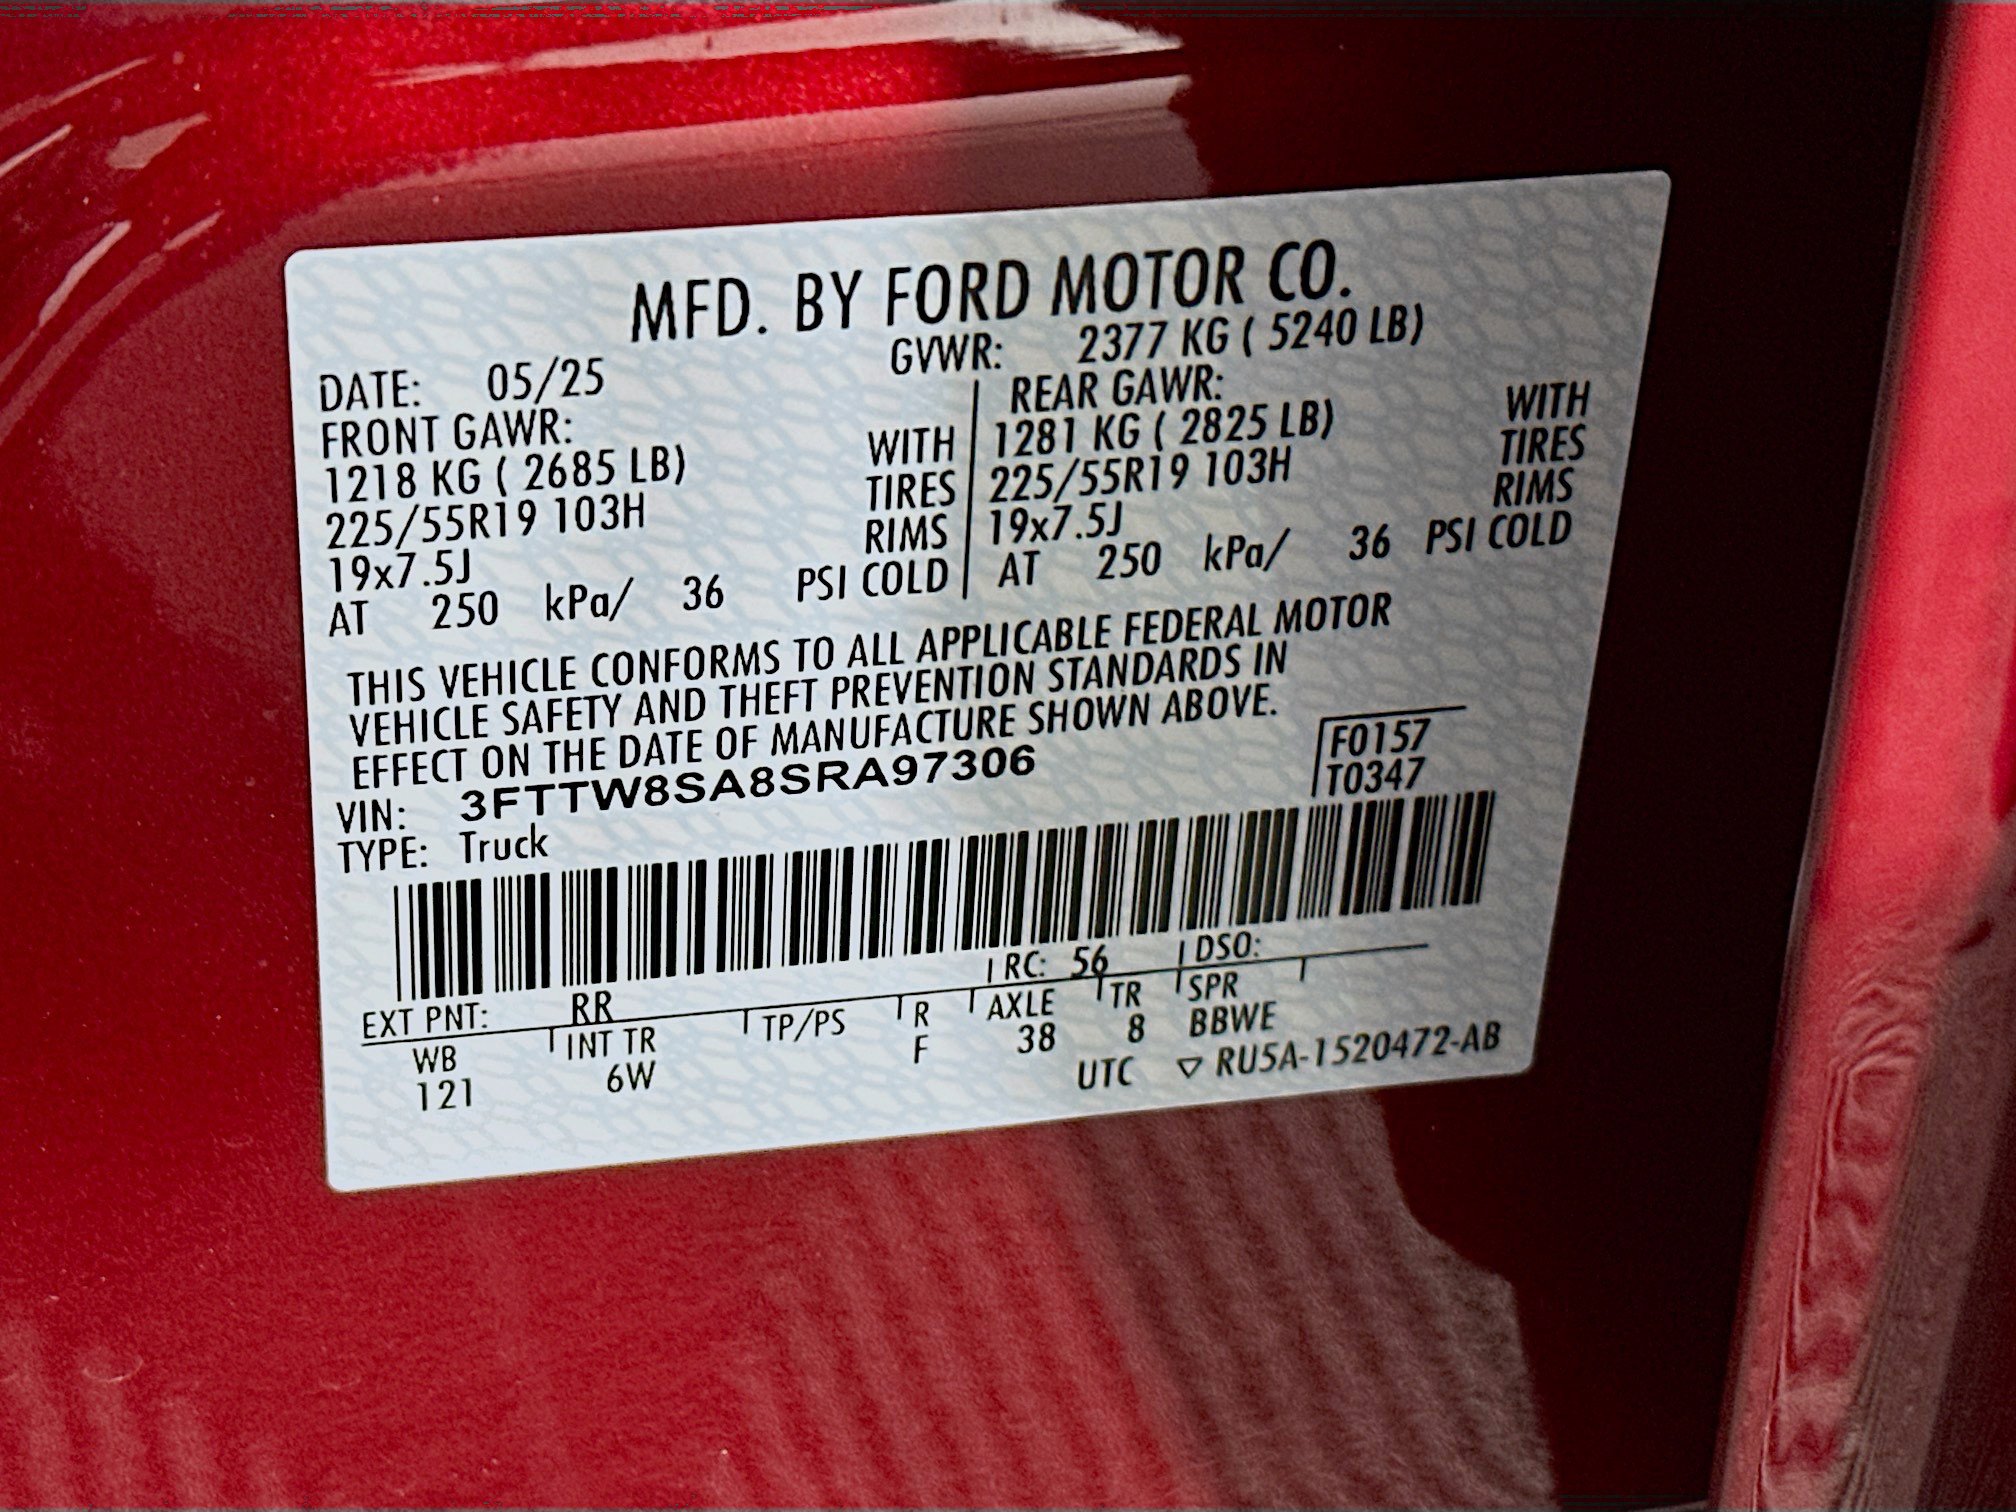 MFD. BY FORD MOTOR CO.
DATE: 05/25 GVWR: 2377 KG ( 5240 LB)
FRONT GAWR: REAR GAWR:
1218 KG ( 2685 LB) WITH 1281 KG ( 2825 LB) WITH
225/55R19 103H TIRES 225/55R19 103H TIRES
19x7.5J RIMS 19x7.5J RIMS
AT 250 kPa/ 36 PSI COLD AT 250 kPa/ 36 PSI COLD
THIS VEHICLE CONFORMS TO ALL APPLICABLE FEDERAL MOTOR
VEHICLE SAFETY AND THEFT PREVENTION STANDARDS IN
EFFECT ON THE DATE OF MANUFACTURE SHOWN ABOVE.
VIN: 3FTTW8SA8SRA97306 F0157
TYPE: Truck T0347
EXT PNT: RR RC: 56 DSO:
WB INT TR TP/PS R AXLE TR SPR
121 6W F 38 8 BBWE
UTC ▽ RU5A-1520472-AB